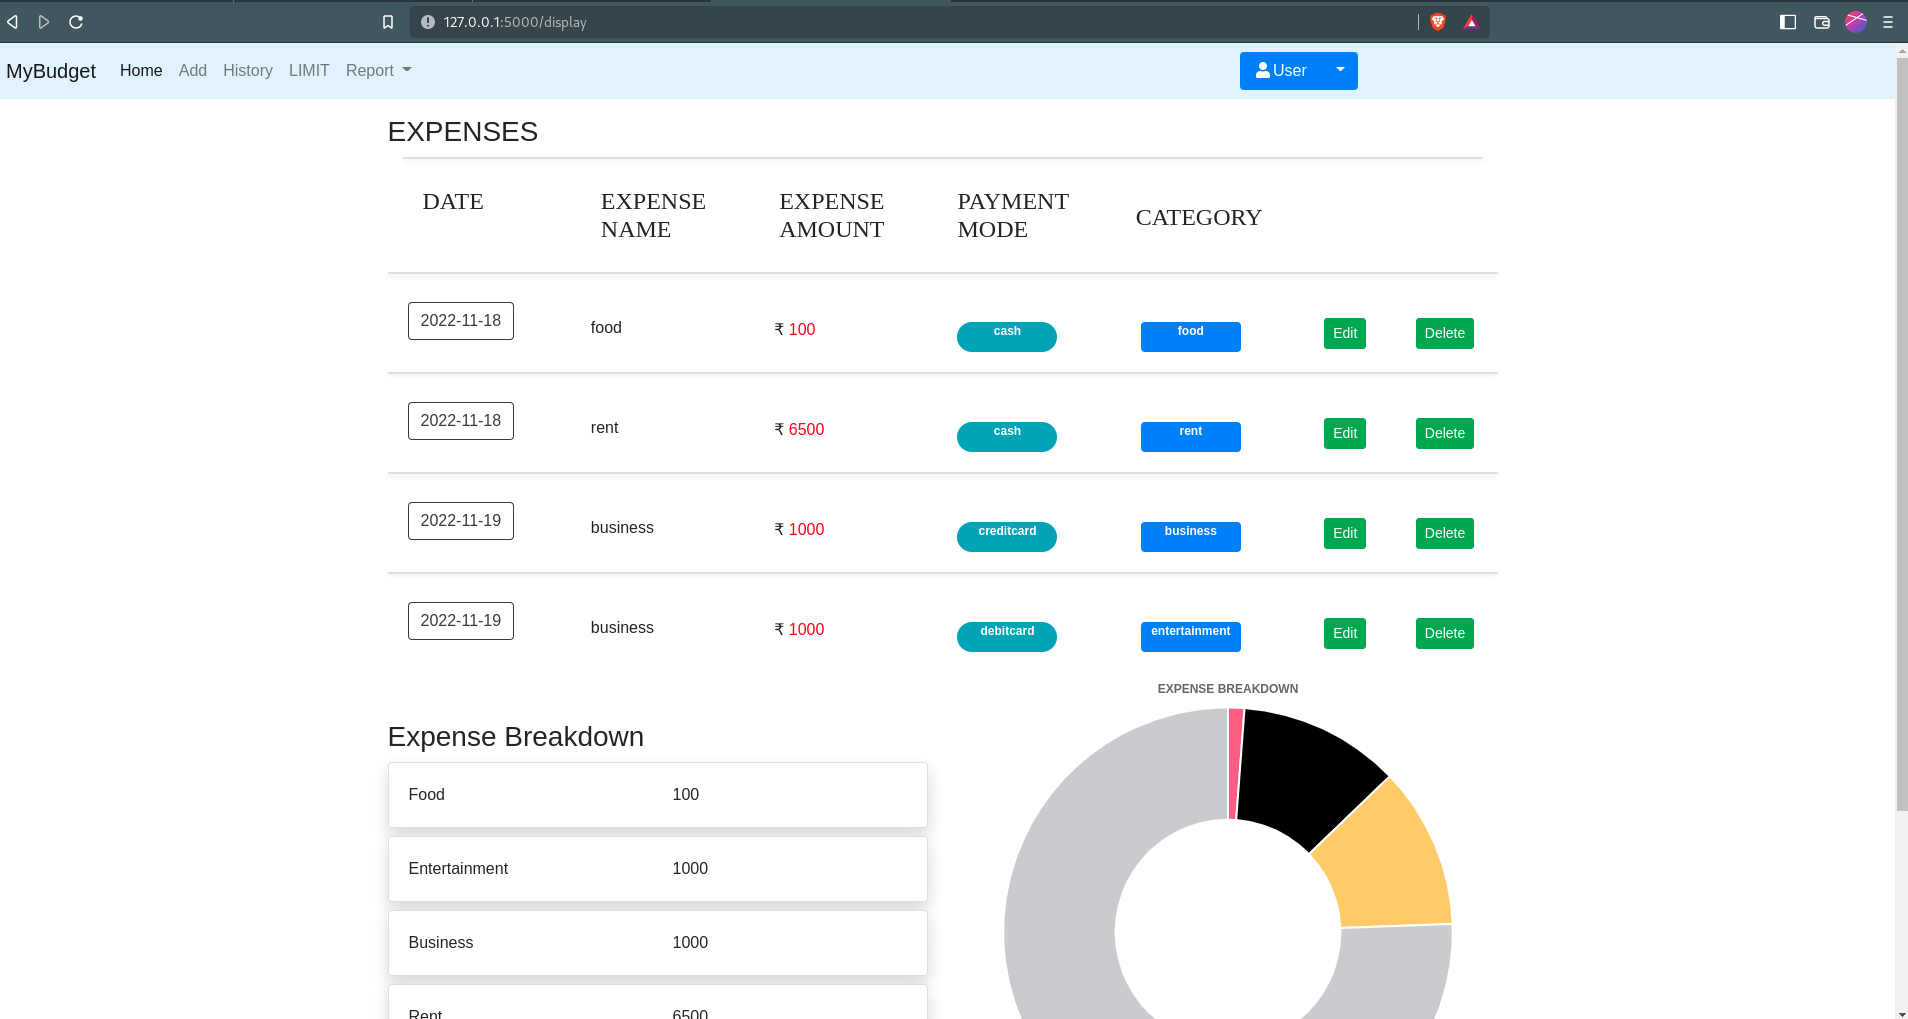 127.0.0.1:5000/display
MyBudget Home Add History LIMIT Report User
EXPENSES
DATE EXPENSE NAME EXPENSE AMOUNT PAYMENT MODE CATEGORY
2022-11-18 food ₹ 100 cash food Edit Delete
2022-11-18 rent ₹ 6500 cash rent Edit Delete
2022-11-19 business ₹ 1000 creditcard business Edit Delete
2022-11-19 business ₹ 1000 debitcard entertainment Edit Delete
EXPENSE BREAKDOWN
Expense Breakdown
Food 100
Entertainment 1000
Business 1000
Rent 6500